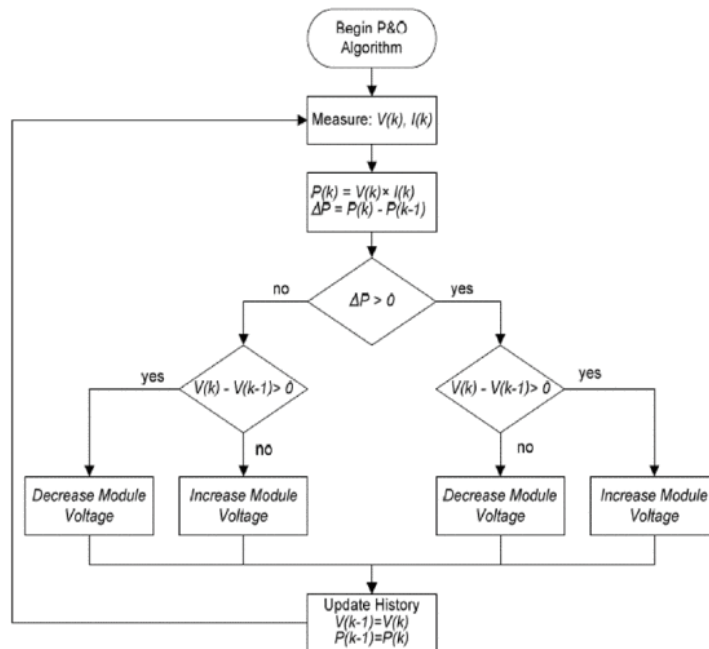 Begin P&O
Algorithm
Measure: V(k), I(k)
P(k) = V(k)× I(k)
ΔP = P(k) - P(k-1)
no
ΔP > 0
yes
yes
V(k) - V(k-1)> 0
V(k) - V(k-1)> 0
yes
no
no
Decrease Module
Voltage
Increase Module
Voltage
Decrease Module
Voltage
Increase Module
Voltage
Update History
V(k-1)=V(k)
P(k-1)=P(k)